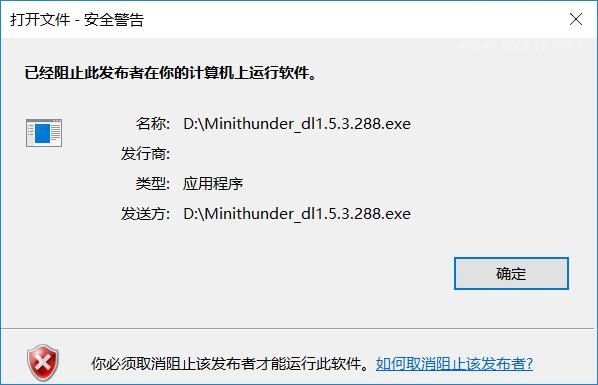 打开文件 - 安全警告
已经阻止此发布者在你的计算机上运行软件。
名称: D:\Minithunder_dl1.5.3.288.exe
发行商:
类型: 应用程序
发送方: D:\Minithunder_dl1.5.3.288.exe
确定
你必须取消阻止该发布者才能运行此软件。如何取消阻止该发布者?